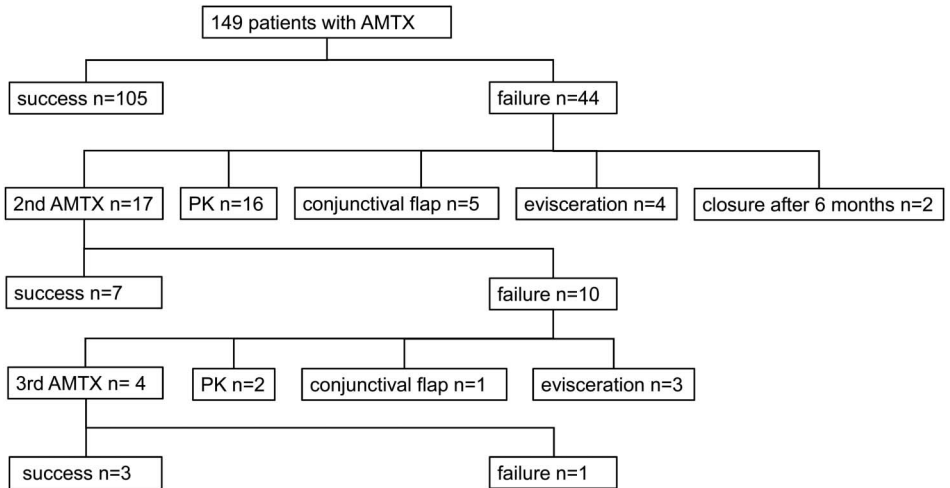 149 patients with AMTX
success n=105
failure n=44
2nd AMTX n=17
PK n=16
conjunctival flap n=5
evisceration n=4
closure after 6 months n=2
success n=7
failure n=10
3rd AMTX n= 4
PK n=2
conjunctival flap n=1
evisceration n=3
success n=3
failure n=1